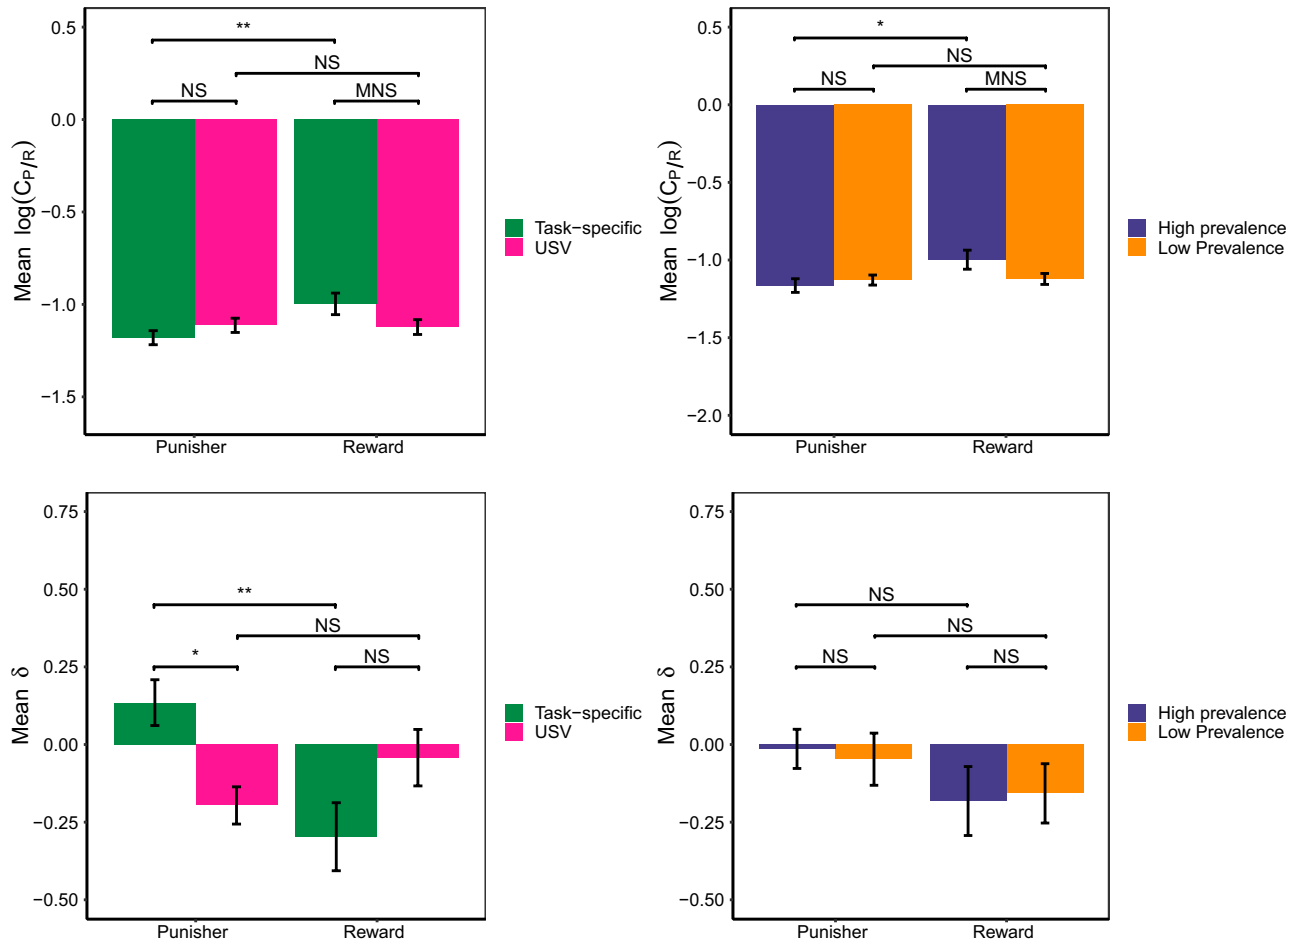 0.5
0.0
−0.5
−1.0
−1.5
Mean log(CP/R)
**
NS
NS
MNS
Punisher
Reward
Task−specific
USV
0.5
0.0
−0.5
−1.0
−1.5
−2.0
Mean log(CP/R)
*
NS
NS
MNS
Punisher
Reward
High prevalence
Low Prevalence
0.75
0.50
0.25
0.00
−0.25
−0.50
Mean δ
**
NS
*
NS
Punisher
Reward
Task−specific
USV
0.75
0.50
0.25
0.00
−0.25
−0.50
Mean δ
NS
NS
NS
NS
Punisher
Reward
High prevalence
Low Prevalence